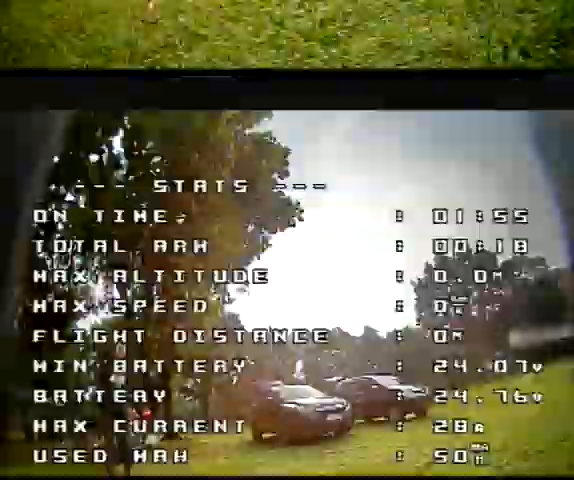 --- STATS ---
ON TIME : 01:55
TOTAL ARM : 00:18
MAX ALTITUDE : 0.0M
MAX SPEED : 0
FLIGHT DISTANCE : 0M
MIN BATTERY : 24.07V
BATTERY : 24.76V
MAX CURRENT : 28A
USED MAH : 50